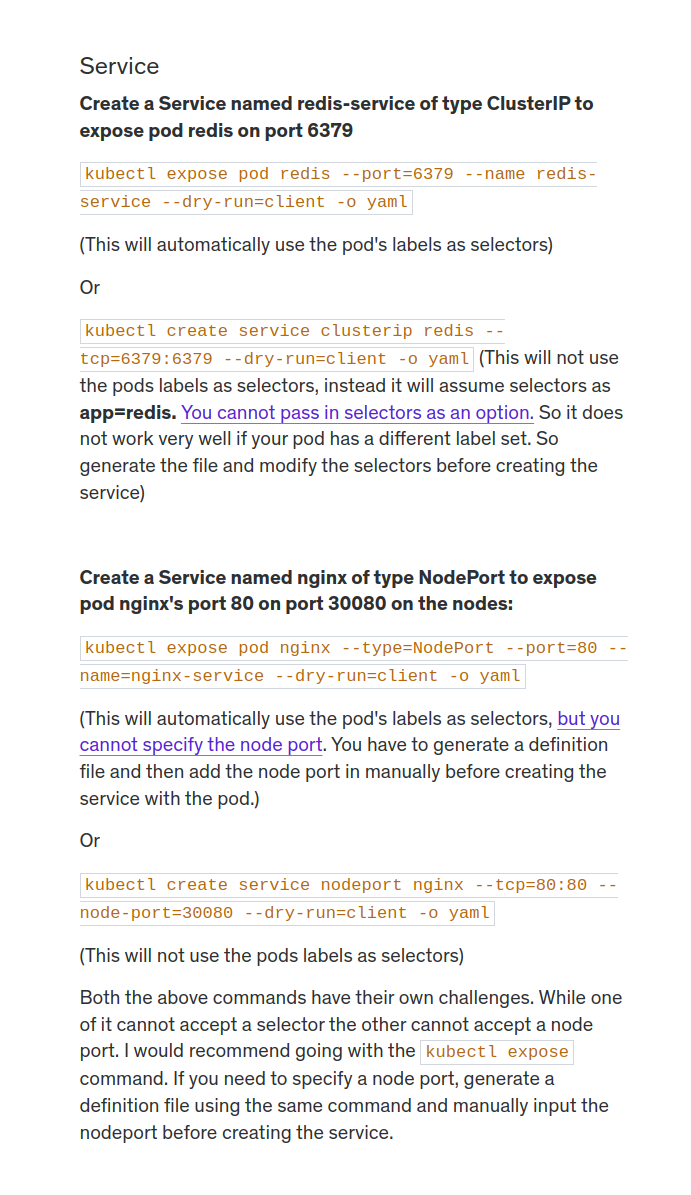 Service
Create a Service named redis-service of type ClusterIP to
expose pod redis on port 6379
kubectl expose pod redis --port=6379 --name redis-
service --dry-run=client -o yaml
(This will automatically use the pod's labels as selectors)
Or
kubectl create service clusterip redis --
tcp=6379:6379 --dry-run=client -o yaml (This will not use
the pods labels as selectors, instead it will assume selectors as
app=redis. You cannot pass in selectors as an option. So it does
not work very well if your pod has a different label set. So
generate the file and modify the selectors before creating the
service)
Create a Service named nginx of type NodePort to expose
pod nginx's port 80 on port 30080 on the nodes:
kubectl expose pod nginx --type=NodePort --port=80 --
name=nginx-service --dry-run=client -o yaml
(This will automatically use the pod's labels as selectors, but you
cannot specify the node port. You have to generate a definition
file and then add the node port in manually before creating the
service with the pod.)
Or
kubectl create service nodeport nginx --tcp=80:80 --
node-port=30080 --dry-run=client -o yaml
(This will not use the pods labels as selectors)
Both the above commands have their own challenges. While one
of it cannot accept a selector the other cannot accept a node
port. I would recommend going with the kubectl expose
command. If you need to specify a node port, generate a
definition file using the same command and manually input the
nodeport before creating the service.